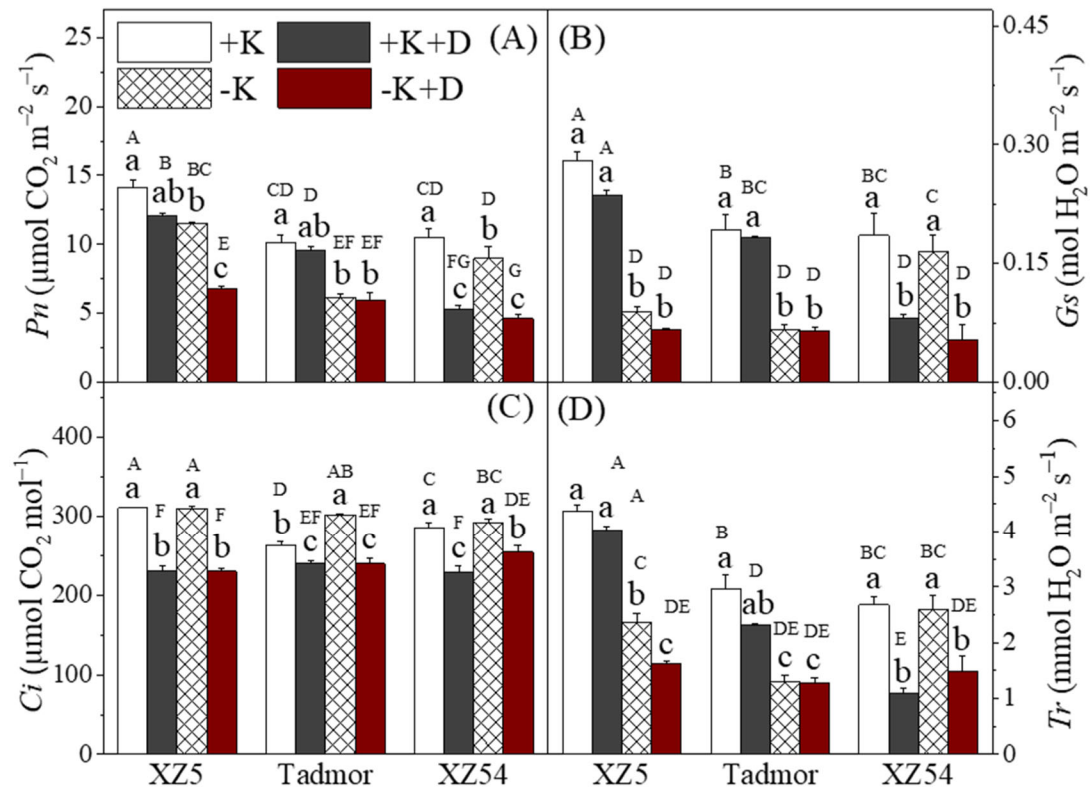 +K +K+D
-K -K+D
(A)
25
20
15
10
5
0
Pn (μmol CO₂ m⁻² s⁻¹)
A B BC E
a ab b c
CD D EF EF
a ab b b
CD FG D G
a c b c
(B)
0.45
0.30
0.15
0.00
Gs (mol H₂O m⁻² s⁻¹)
A A D D
a a b b
B BC D D
a a b b
BC D C D
a b a b
(C)
400
300
200
100
0
Ci (μmol CO₂ mol⁻¹)
A F A F
a b a b
D EF AB EF
b c a c
C F BC DE
a c a b
XZ5 Tadmor XZ54
(D)
6
5
4
3
2
1
0
Tr (mmol H₂O m⁻² s⁻¹)
A A C DE
a a b c
B D DE DE
a ab c c
BC E BC DE
a b a b
XZ5 Tadmor XZ54